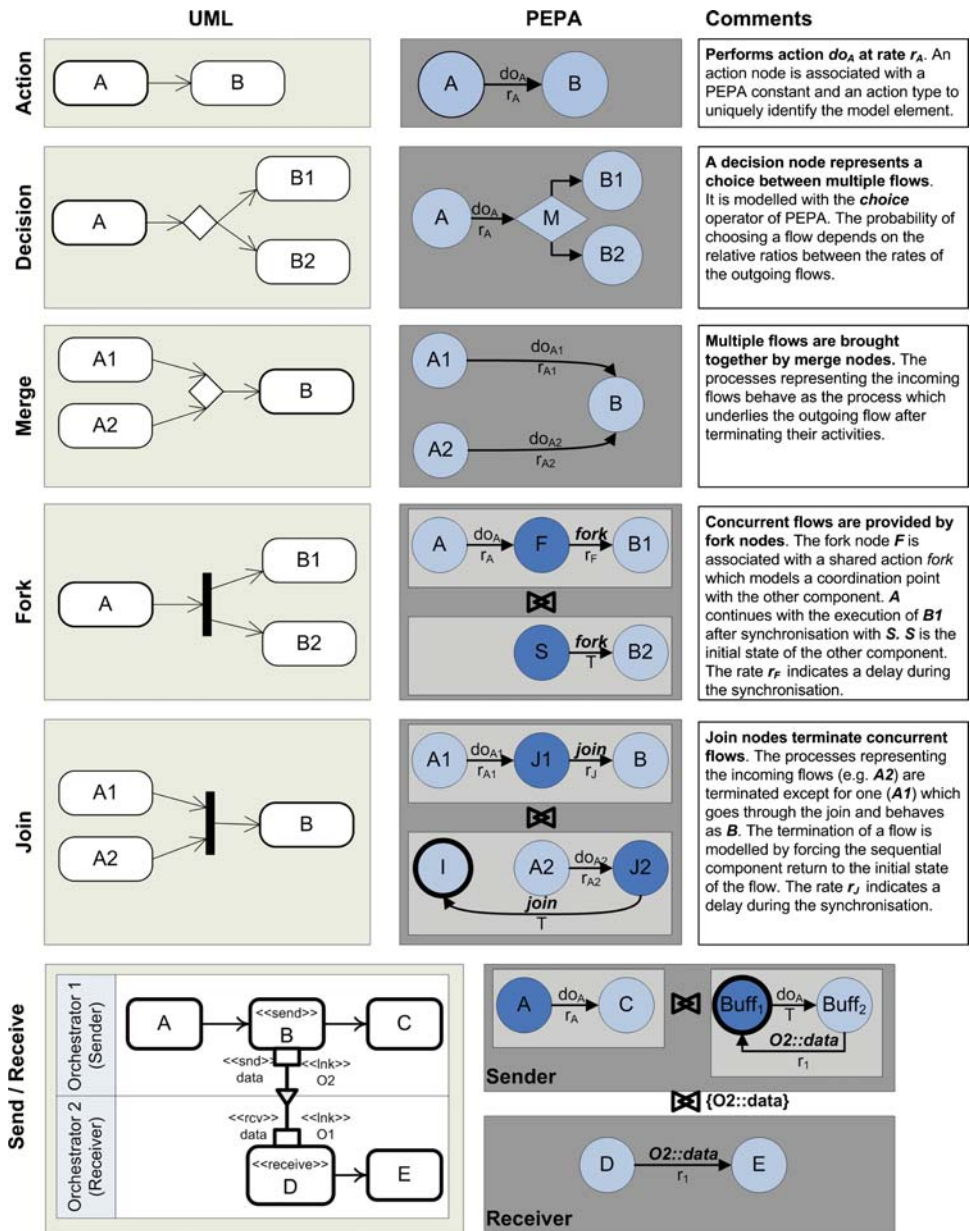 UML
PEPA
Comments
Action
A
B
A
do_A
r_A
B
Performs action do_A at rate r_A. An
action node is associated with a
PEPA constant and an action type to
uniquely identify the model element.
Decision
A
B1
B2
A
do_A
r_A
M
B1
B2
A decision node represents a
choice between multiple flows.
It is modelled with the choice
operator of PEPA. The probability of
choosing a flow depends on the
relative ratios between the rates of
the outgoing flows.
Merge
A1
A2
B
A1
do_A1
r_A1
B
A2
do_A2
r_A2
Multiple flows are brought
together by merge nodes. The
processes representing the incoming
flows behave as the process which
underlies the outgoing flow after
terminating their activities.
Fork
A
B1
B2
A
do_A
r_A
F
fork
r_F
B1
S
fork
T
B2
Concurrent flows are provided by
fork nodes. The fork node F is
associated with a shared action fork
which models a coordination point
with the other component. A
continues with the execution of B1
after synchronisation with S. S is the
initial state of the other component.
The rate r_F indicates a delay during
the synchronisation.
Join
A1
A2
B
A1
do_A1
r_A1
J1
join
r_J
B
I
A2
do_A2
r_A2
J2
join
T
Join nodes terminate concurrent
flows. The processes representing
the incoming flows (e.g. A2) are
terminated except for one (A1) which
goes through the join and behaves
as B. The termination of a flow is
modelled by forcing the sequential
component return to the initial state
of the flow. The rate r_J indicates a
delay during the synchronisation.
Send / Receive
Orchestrator 1
(Sender)
A
<<send>>
B
C
<<snd>>
data
<<lnk>>
O2
Orchestrator 2
(Receiver)
<<rcv>>
data
<<lnk>>
O1
<<receive>>
D
E
A
do_A
r_A
C
Buff_1
do_A
T
Buff_2
O2::data
r_1
Sender
{O2::data}
D
O2::data
r_1
E
Receiver